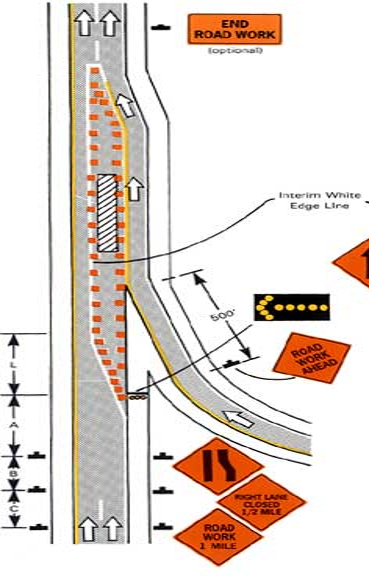 END
ROAD WORK
(optional)
Interim White
Edge Line
500'
ROAD
WORK
AHEAD
L
A
B
C
RIGHT LANE
CLOSED
1/2 MILE
ROAD
WORK
1 MILE